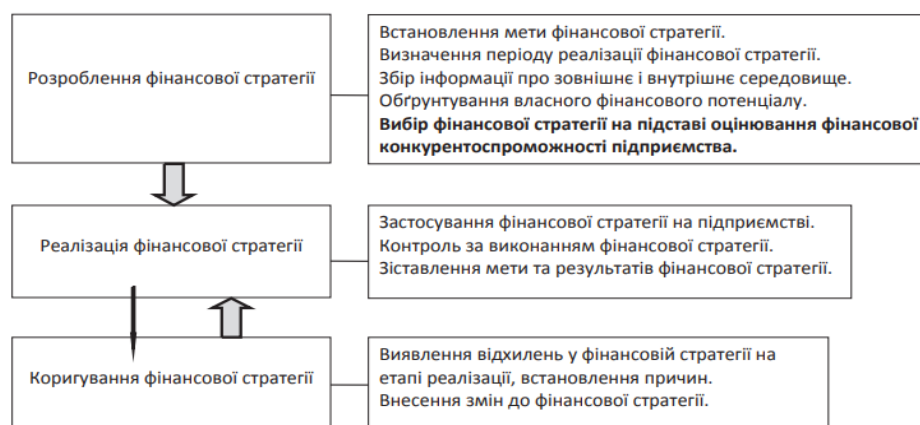 Розроблення фінансової стратегії
Встановлення мети фінансової стратегії.
Визначення періоду реалізації фінансової стратегії.
Збір інформації про зовнішнє і внутрішнє середовище.
Обґрунтування власного фінансового потенціалу.
Вибір фінансової стратегії на підставі оцінювання фінансової
конкурентоспроможності підприємства.
Реалізація фінансової стратегії
Застосування фінансової стратегії на підприємстві.
Контроль за виконанням фінансової стратегії.
Зіставлення мети та результатів фінансової стратегії.
Коригування фінансової стратегії
Виявлення відхилень у фінансовій стратегії на
етапі реалізації, встановлення причин.
Внесення змін до фінансової стратегії.